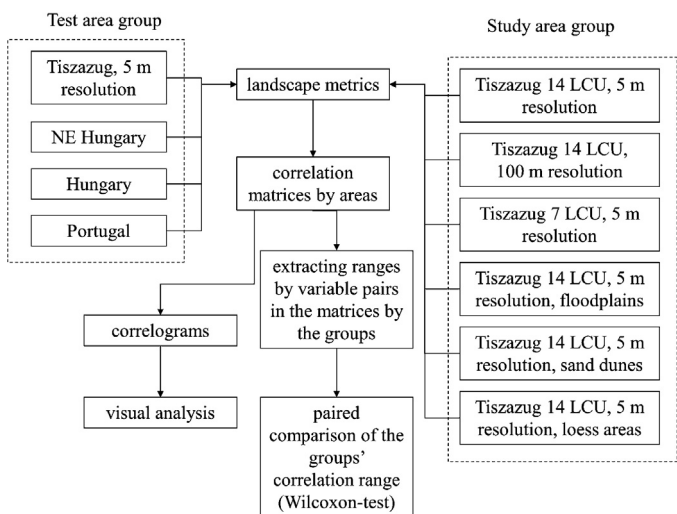 Test area group
Tiszazug, 5 m
resolution
NE Hungary
Hungary
Portugal
landscape metrics
correlation
matrices by areas
extracting ranges
by variable pairs
in the matrices by
the groups
correlograms
visual analysis
paired
comparison of the
groups'
correlation range
(Wilcoxon-test)
Study area group
Tiszazug 14 LCU, 5 m
resolution
Tiszazug 14 LCU,
100 m resolution
Tiszazug 7 LCU, 5 m
resolution
Tiszazug 14 LCU, 5 m
resolution, floodplains
Tiszazug 14 LCU, 5 m
resolution, sand dunes
Tiszazug 14 LCU, 5 m
resolution, loess areas